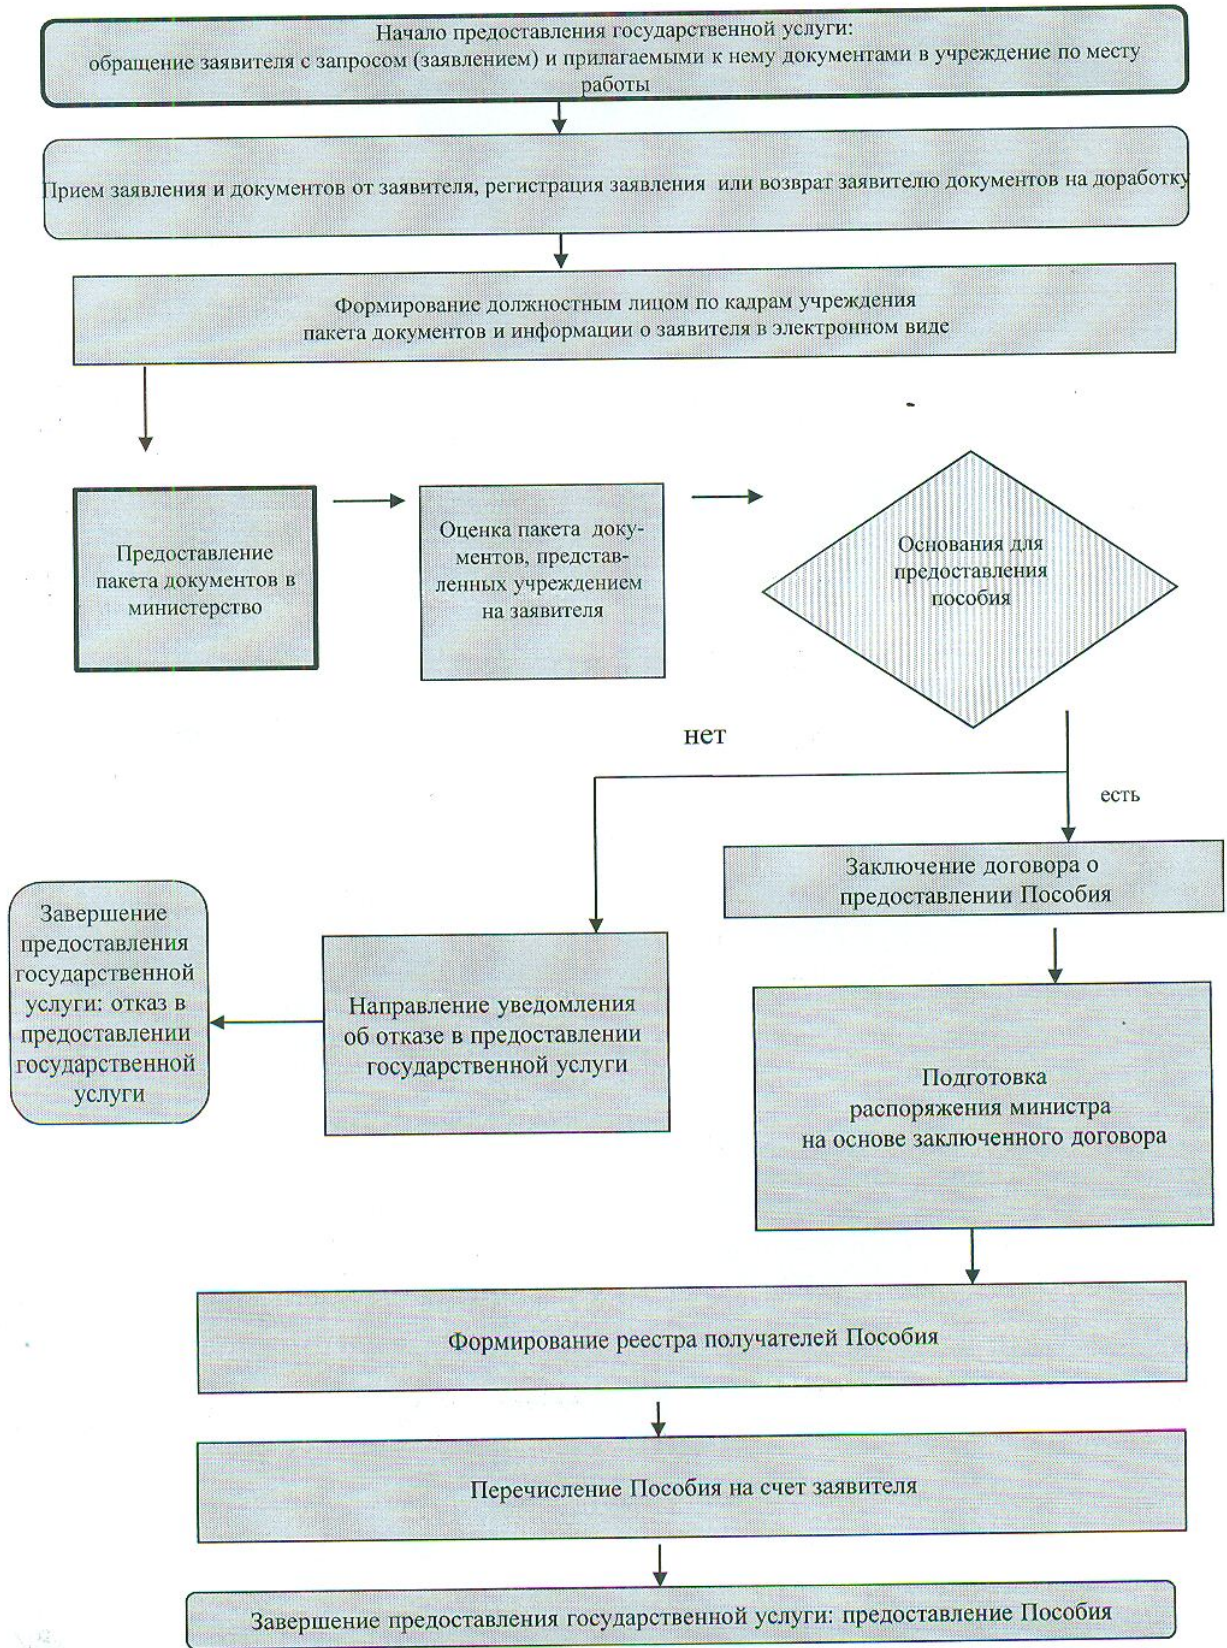 Начало предоставления государственной услуги:
обращение заявителя с запросом (заявлением) и прилагаемыми к нему документами в учреждение по месту
работы
Прием заявления и документов от заявителя, регистрация заявления или возврат заявителю документов на доработку
Формирование должностным лицом по кадрам учреждения
пакета документов и информации о заявителя в электронном виде
Предоставление
пакета документов в
министерство
Оценка пакета доку-
ментов, представ-
ленных учреждением
на заявителя
Основания для
предоставления
пособия
нет
есть
Заключение договора о
предоставлении Пособия
Завершение
предоставления
государственной
услуги: отказ в
предоставлении
государственной
услуги
Направление уведомления
об отказе в предоставлении
государственной услуги
Подготовка
распоряжения министра
на основе заключенного договора
Формирование реестра получателей Пособия
Перечисление Пособия на счет заявителя
Завершение предоставления государственной услуги: предоставление Пособия